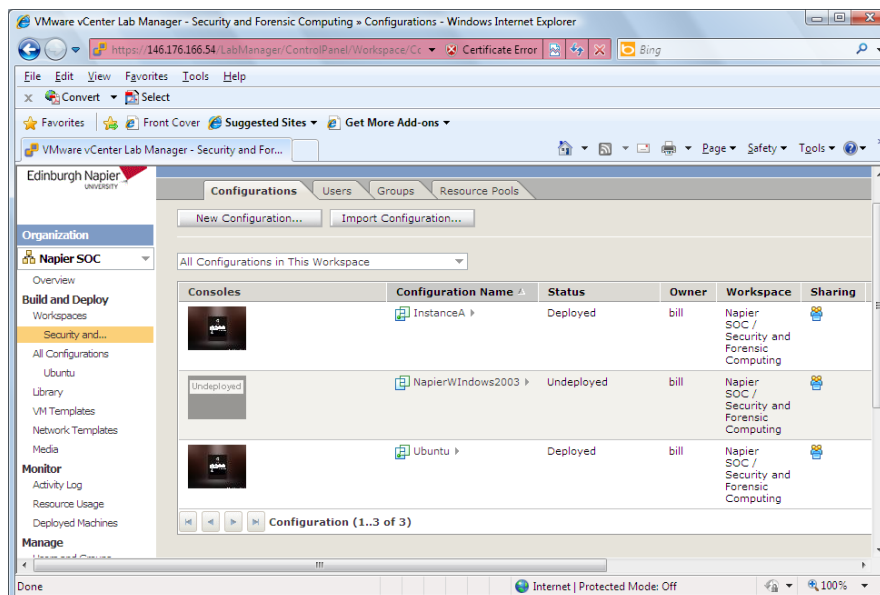 VMware vCenter Lab Manager - Security and Forensic Computing » Configurations - Windows Internet Explorer
https://146.176.166.54/LabManager/ControlPanel/Workspace/Cc Certificate Error Bing
File Edit View Favorites Tools Help
x Convert Select
Favorites Front Cover Suggested Sites Get More Add-ons
VMware vCenter Lab Manager - Security and For... Page Safety Tools
Edinburgh Napier
UNIVERSITY
Configurations Users Groups Resource Pools
New Configuration... Import Configuration...
Organization
Napier SOC
All Configurations in This Workspace
Overview
Build and Deploy
Workspaces
Security and...
All Configurations
Ubuntu
Library
VM Templates
Network Templates
Media
Monitor
Activity Log
Resource Usage
Deployed Machines
Manage
Users and Groups
Consoles Configuration Name Status Owner Workspace Sharing
InstanceA Deployed bill Napier
SOC /
Security and
Forensic
Computing
Undeployed NapierWIndows2003 Undeployed bill Napier
SOC /
Security and
Forensic
Computing
Ubuntu Deployed bill Napier
SOC /
Security and
Forensic
Computing
Configuration (1..3 of 3)
Done Internet | Protected Mode: Off 100%